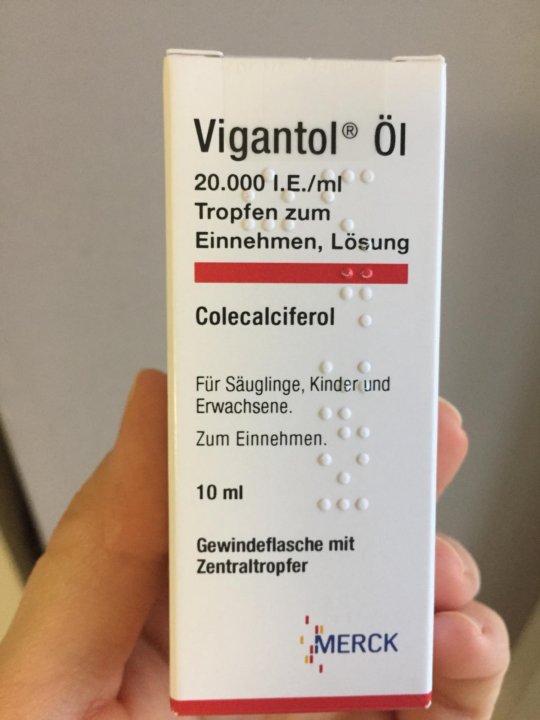 Vigantol® Öl
20.000 I.E./ml
Tropfen zum
Einnehmen, Lösung
Colecalciferol
Für Säuglinge, Kinder und
Erwachsene.
Zum Einnehmen.
10 ml
Gewindeflasche mit
Zentraltropfer
MERCK